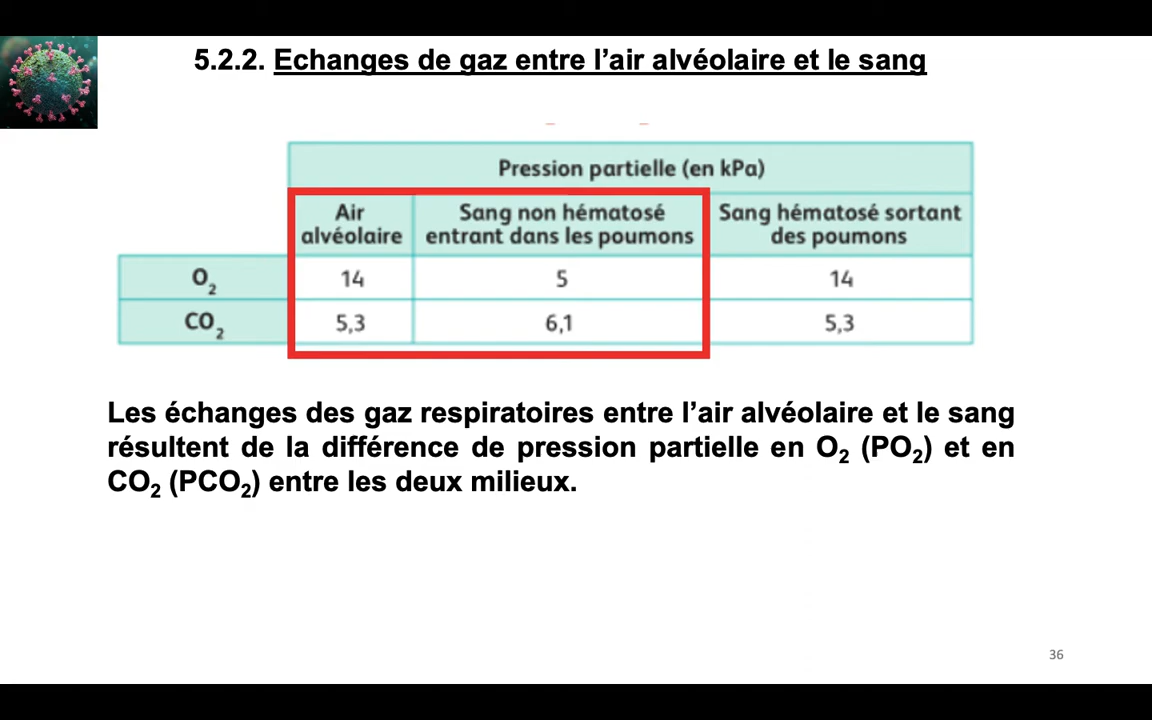 5.2.2. Echanges de gaz entre l’air alvéolaire et le sang
Pression partielle (en kPa)
Air alvéolaire
Sang non hématosé entrant dans les poumons
Sang hématosé sortant des poumons
O₂ 14 5 14
CO₂ 5,3 6,1 5,3
Les échanges des gaz respiratoires entre l’air alvéolaire et le sang
résultent de la différence de pression partielle en O₂ (PO₂) et en
CO₂ (PCO₂) entre les deux milieux.
36